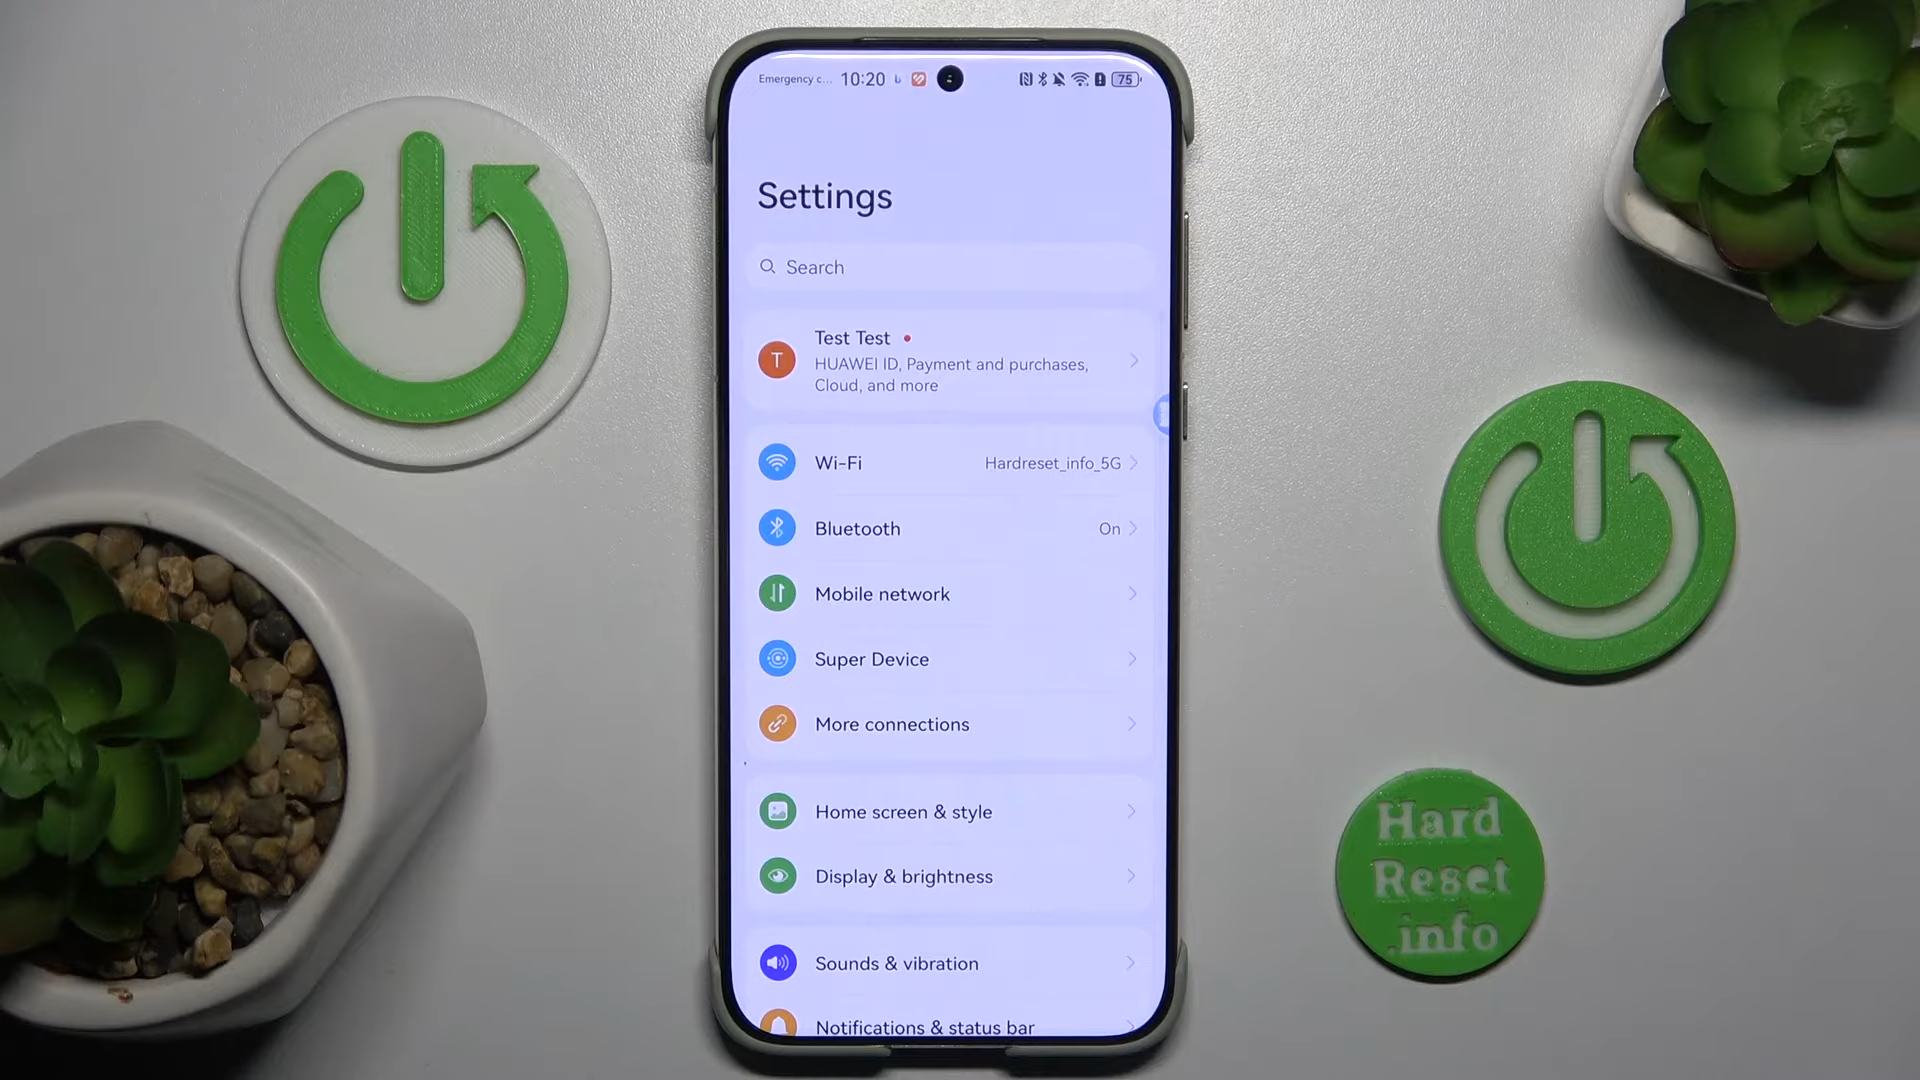 Emergency c... 10:20
75
Settings
Search
Test Test
T
HUAWEI ID, Payment and purchases,
Cloud, and more
Wi-Fi Hardreset_info_5G
Bluetooth On
Mobile network
Super Device
More connections
Home screen & style
Display & brightness
Sounds & vibration
Notifications & status bar
Hard
Reset
.info